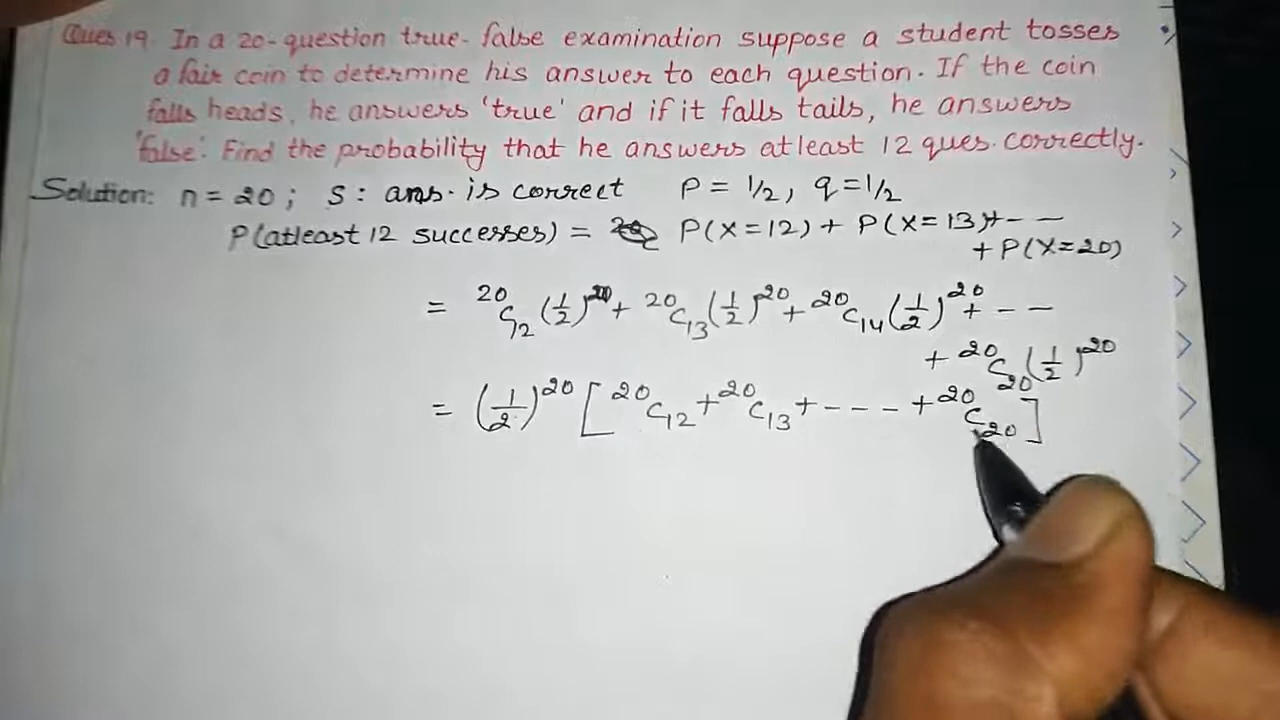 Ques 19. In a 20-question true-false examination suppose a student tosses
a fair coin to determine his answer to each question. If the coin
falls heads, he answers 'true' and if it falls tails, he answers
'false'. Find the probability that he answers atleast 12 ques. correctly.
Solution: n = 20 ; S : ans. is correct P = 1/2, q = 1/2
P(atleast 12 successes) = P(X=12) + P(X=13)+ - -
+ P(X=20)
= ²⁰C₁₂ (1/2)²⁰ + ²⁰C₁₃ (1/2)²⁰ + ²⁰C₁₄ (1/2)²⁰ + - -
+ ²⁰C₂₀ (1/2)²⁰
= (1/2)²⁰ [ ²⁰C₁₂ + ²⁰C₁₃ + - - - + ²⁰C₂₀ ]